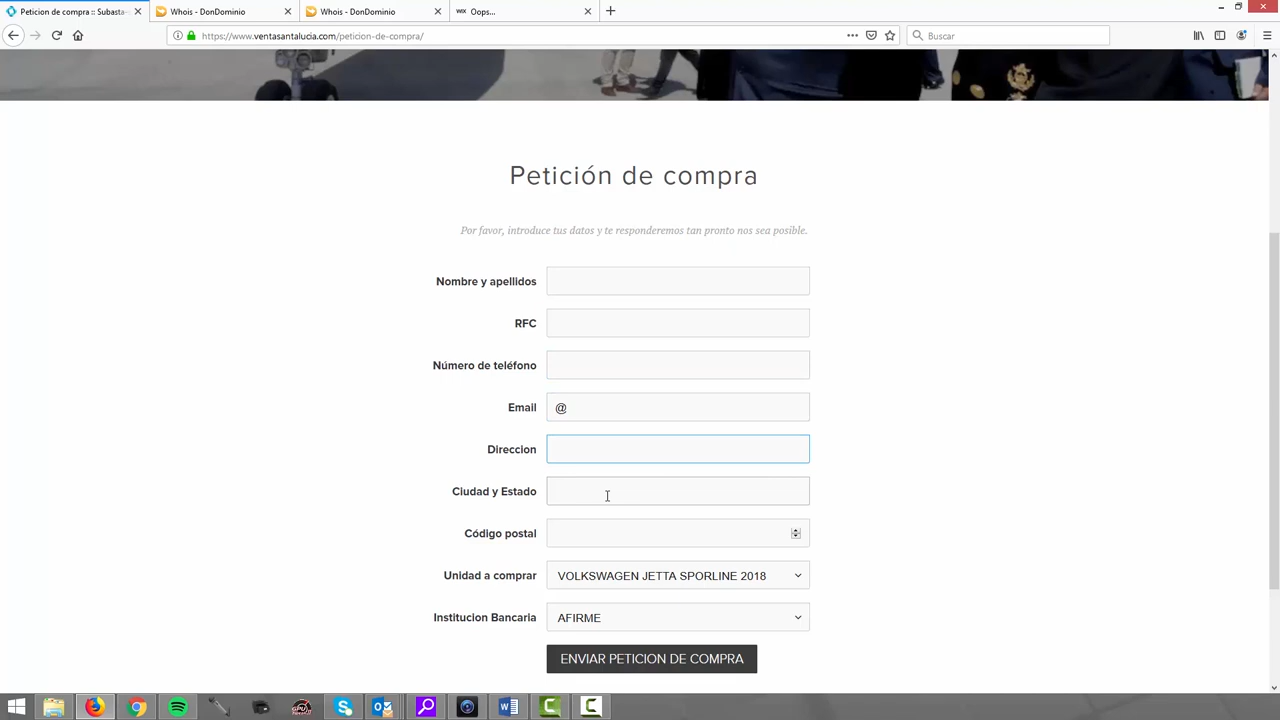 Peticion de compra :: Subasta-
Whois - DonDominio
Whois - DonDominio
WIX Oops...
https://www.ventasantalucia.com/peticion-de-compra/
Buscar
Petición de compra
Por favor, introduce tus datos y te responderemos tan pronto nos sea posible.
Nombre y apellidos
RFC
Número de teléfono
Email @
Direccion
Ciudad y Estado
Código postal
Unidad a comprar VOLKSWAGEN JETTA SPORLINE 2018
Institucion Bancaria AFIRME
ENVIAR PETICION DE COMPRA